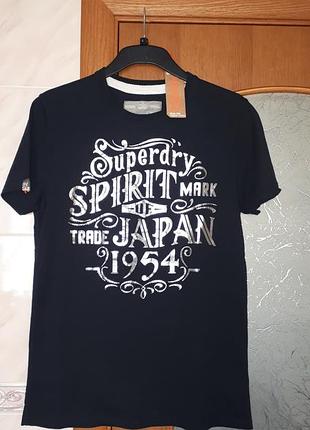 Superdry
SPIRIT MARK
OF
TRADE JAPAN
1954